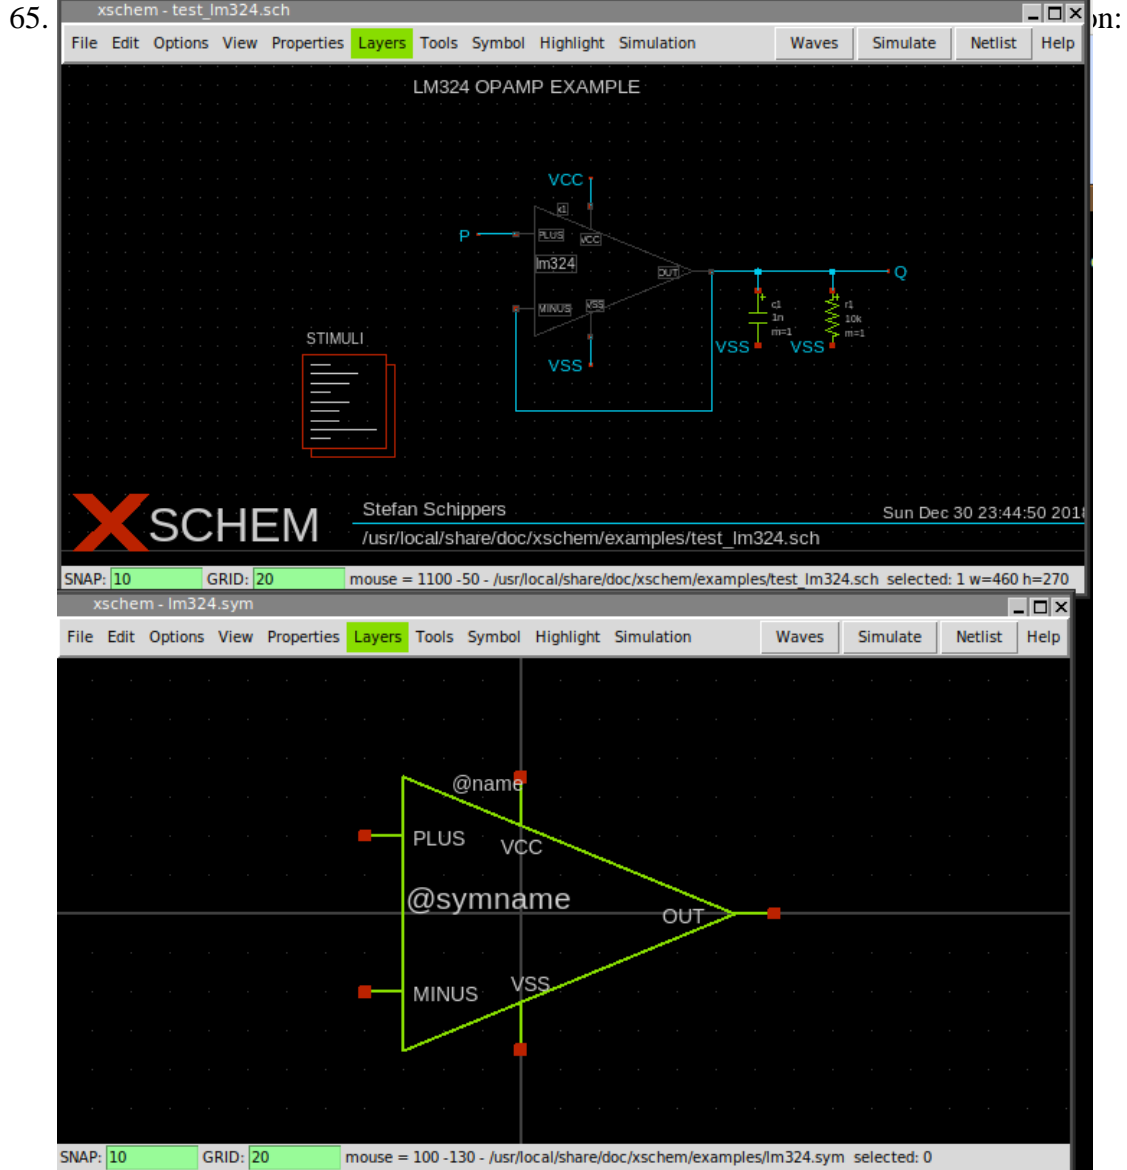 65.
on:
xschem - test_lm324.sch
File Edit Options View Properties Layers Tools Symbol Highlight Simulation Waves Simulate Netlist Help
LM324 OPAMP EXAMPLE
VCC
x1
P
PLUS
VCC
lm324
OUT
Q
MINUS
VSS
c1
1n
m=1
r1
10k
m=1
VSS
VSS
VSS
STIMULI
XSCHEM
Stefan Schippers
Sun Dec 30 23:44:50 2018
/usr/local/share/doc/xschem/examples/test_lm324.sch
SNAP: 10 GRID: 20 mouse = 1100 -50 - /usr/local/share/doc/xschem/examples/test_lm324.sch selected: 1 w=460 h=270
xschem - lm324.sym
File Edit Options View Properties Layers Tools Symbol Highlight Simulation Waves Simulate Netlist Help
@name
PLUS
VCC
@symname
OUT
MINUS
VSS
SNAP: 10 GRID: 20 mouse = 100 -130 - /usr/local/share/doc/xschem/examples/lm324.sym selected: 0